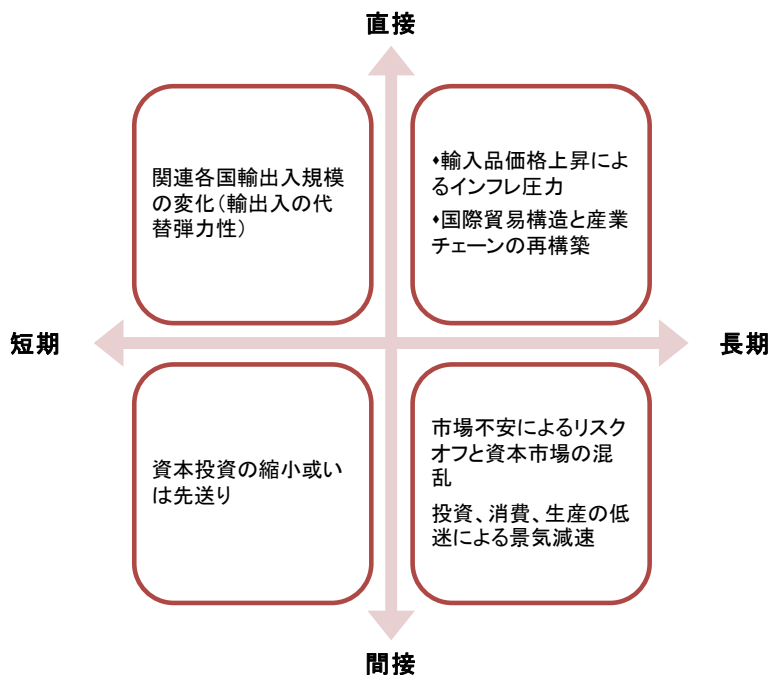 直接
関連各国輸出入規模
の変化(輸出入の代
替弾力性)
♦輸入品価格上昇によ
るインフレ圧力
♦国際貿易構造と産業
チェーンの再構築
短期
長期
資本投資の縮小或い
は先送り
市場不安によるリスク
オフと資本市場の混
乱
投資、消費、生産の低
迷による景気減速
間接